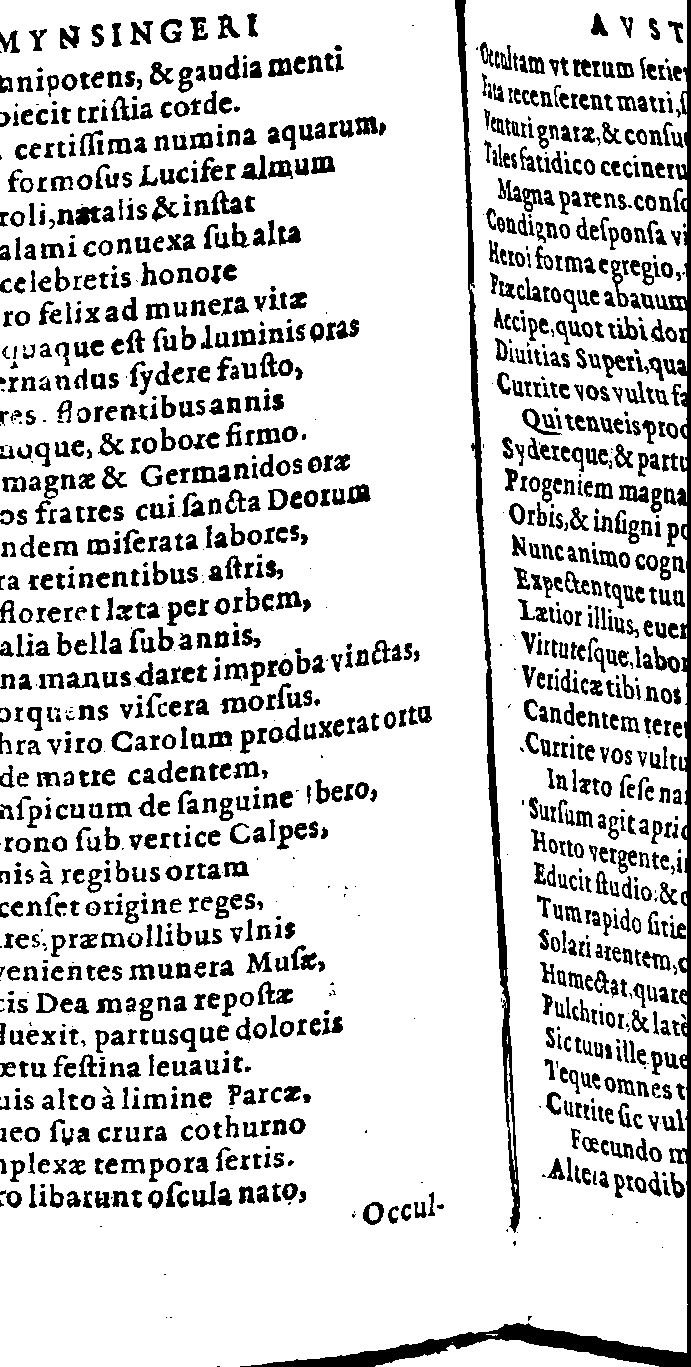 MYNSINGERI
nnipotens, & gaudia menti
oiecit triſtia corde.
certiſſima numina aquarum,
formoſus Lucifer almum
roli, natalis & inſtat
alami conuexa ſub alta
celebretis honore
ro felix ad munera vitæ
quaque eſt ſub luminis oras
ernandus ſydere fauſto,
res. florentibus annis
noque, & robore firmo.
magnæ & Germanidos oræ
os fratres cui ſancta Deorum
ndem miſerata labores,
ra retinentibus aſtris,
floreret læta per orbem,
alia bella ſub annis,
na manus daret improba vinctas,
orquens viſcera morſus.
hra viro Carolum produxerat ortu
de matre cadentem,
nſpicuum de ſanguine Ibero,
rono ſub vertice Calpes,
nis à regibus ortam
cenſet origine reges,
res, præmollibus vlnis
venientes munera Muſæ,
cis Dea magna repoſtæ
duexit, partusque doloreis
ætu feſtina leuauit.
uis alto à limine Parcæ,
neo ſua crura cothurno
nplexæ tempora ſertis.
ro libarunt oſcula nato,
Occul-
AVST
Occultam vt rerum ſerie
Fata recenſerent matri, ſ
Venturi gnaræ, & conſu
Tales fatidico cecineru
Magna parens conſo
Condigno deſponſa vi
Heroi forma egregio,
Præclaroque abauum
Accipe, quot tibi dor
Diuitias Superi, qua
Currite vos vultu fa
Qui tenueis prod
Sydereque, & partu
Progeniem magna
Orbis, & inſigni po
Nunc animo cogn
Expectentque tuu
Lætior illius, euen
Virtuteſque, labor
Veridicæ tibi nos
Candentem teret
Currite vos vultu
In læto ſeſe na
Surſum agit apric
Horto vergente, i
Educit ſtudio: & c
Tum rapido ſitie
Solari arentem, c
Humectat, quare
Pulchrior, & latè
Sic tuus ille pue
Teque omnes t
Currite ſic vul
Fœcundo m
Altera prodib